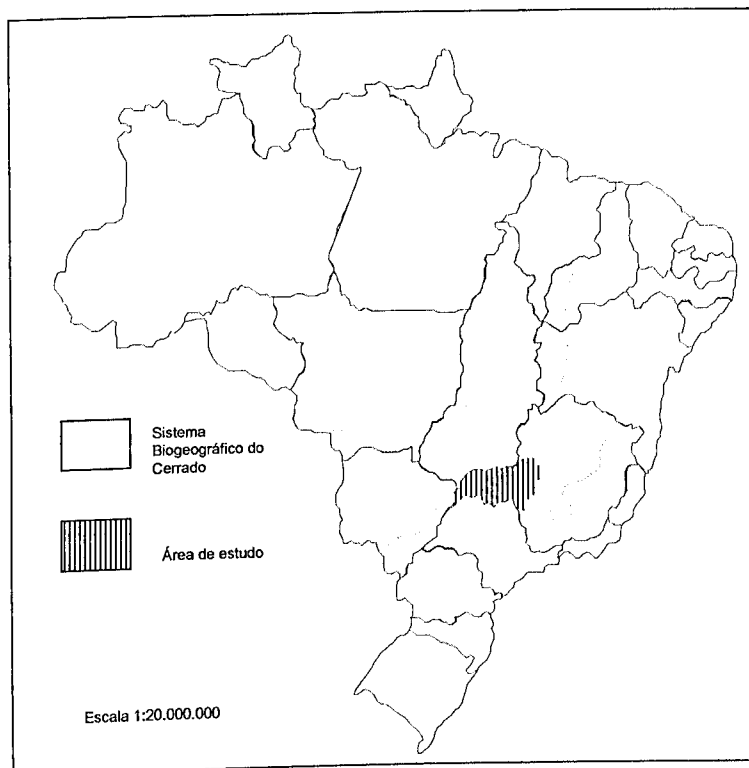 Sistema
Biogeográfico do
Cerrado
Área de estudo
Escala 1:20.000.000